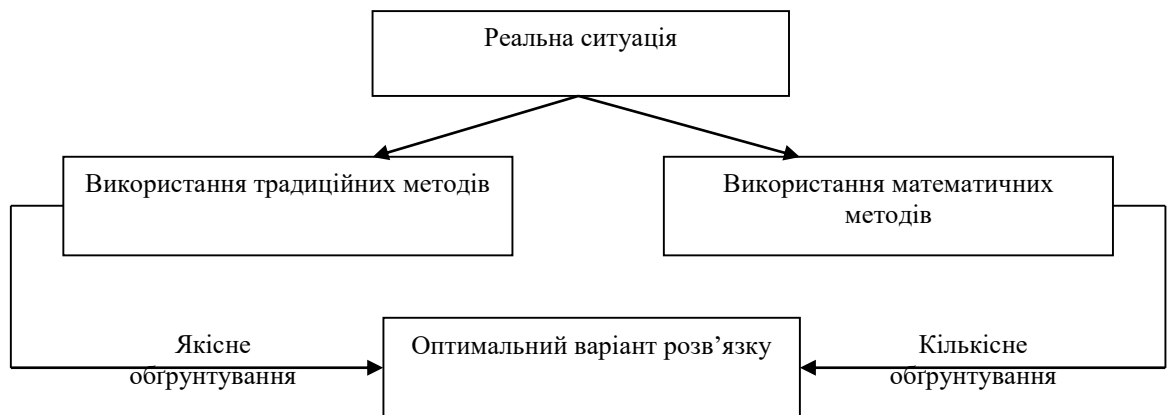 Реальна ситуація
Використання традиційних методів
Використання математичних
методів
Якісне
обґрунтування
Оптимальний варіант розв’язку
Кількісне
обґрунтування